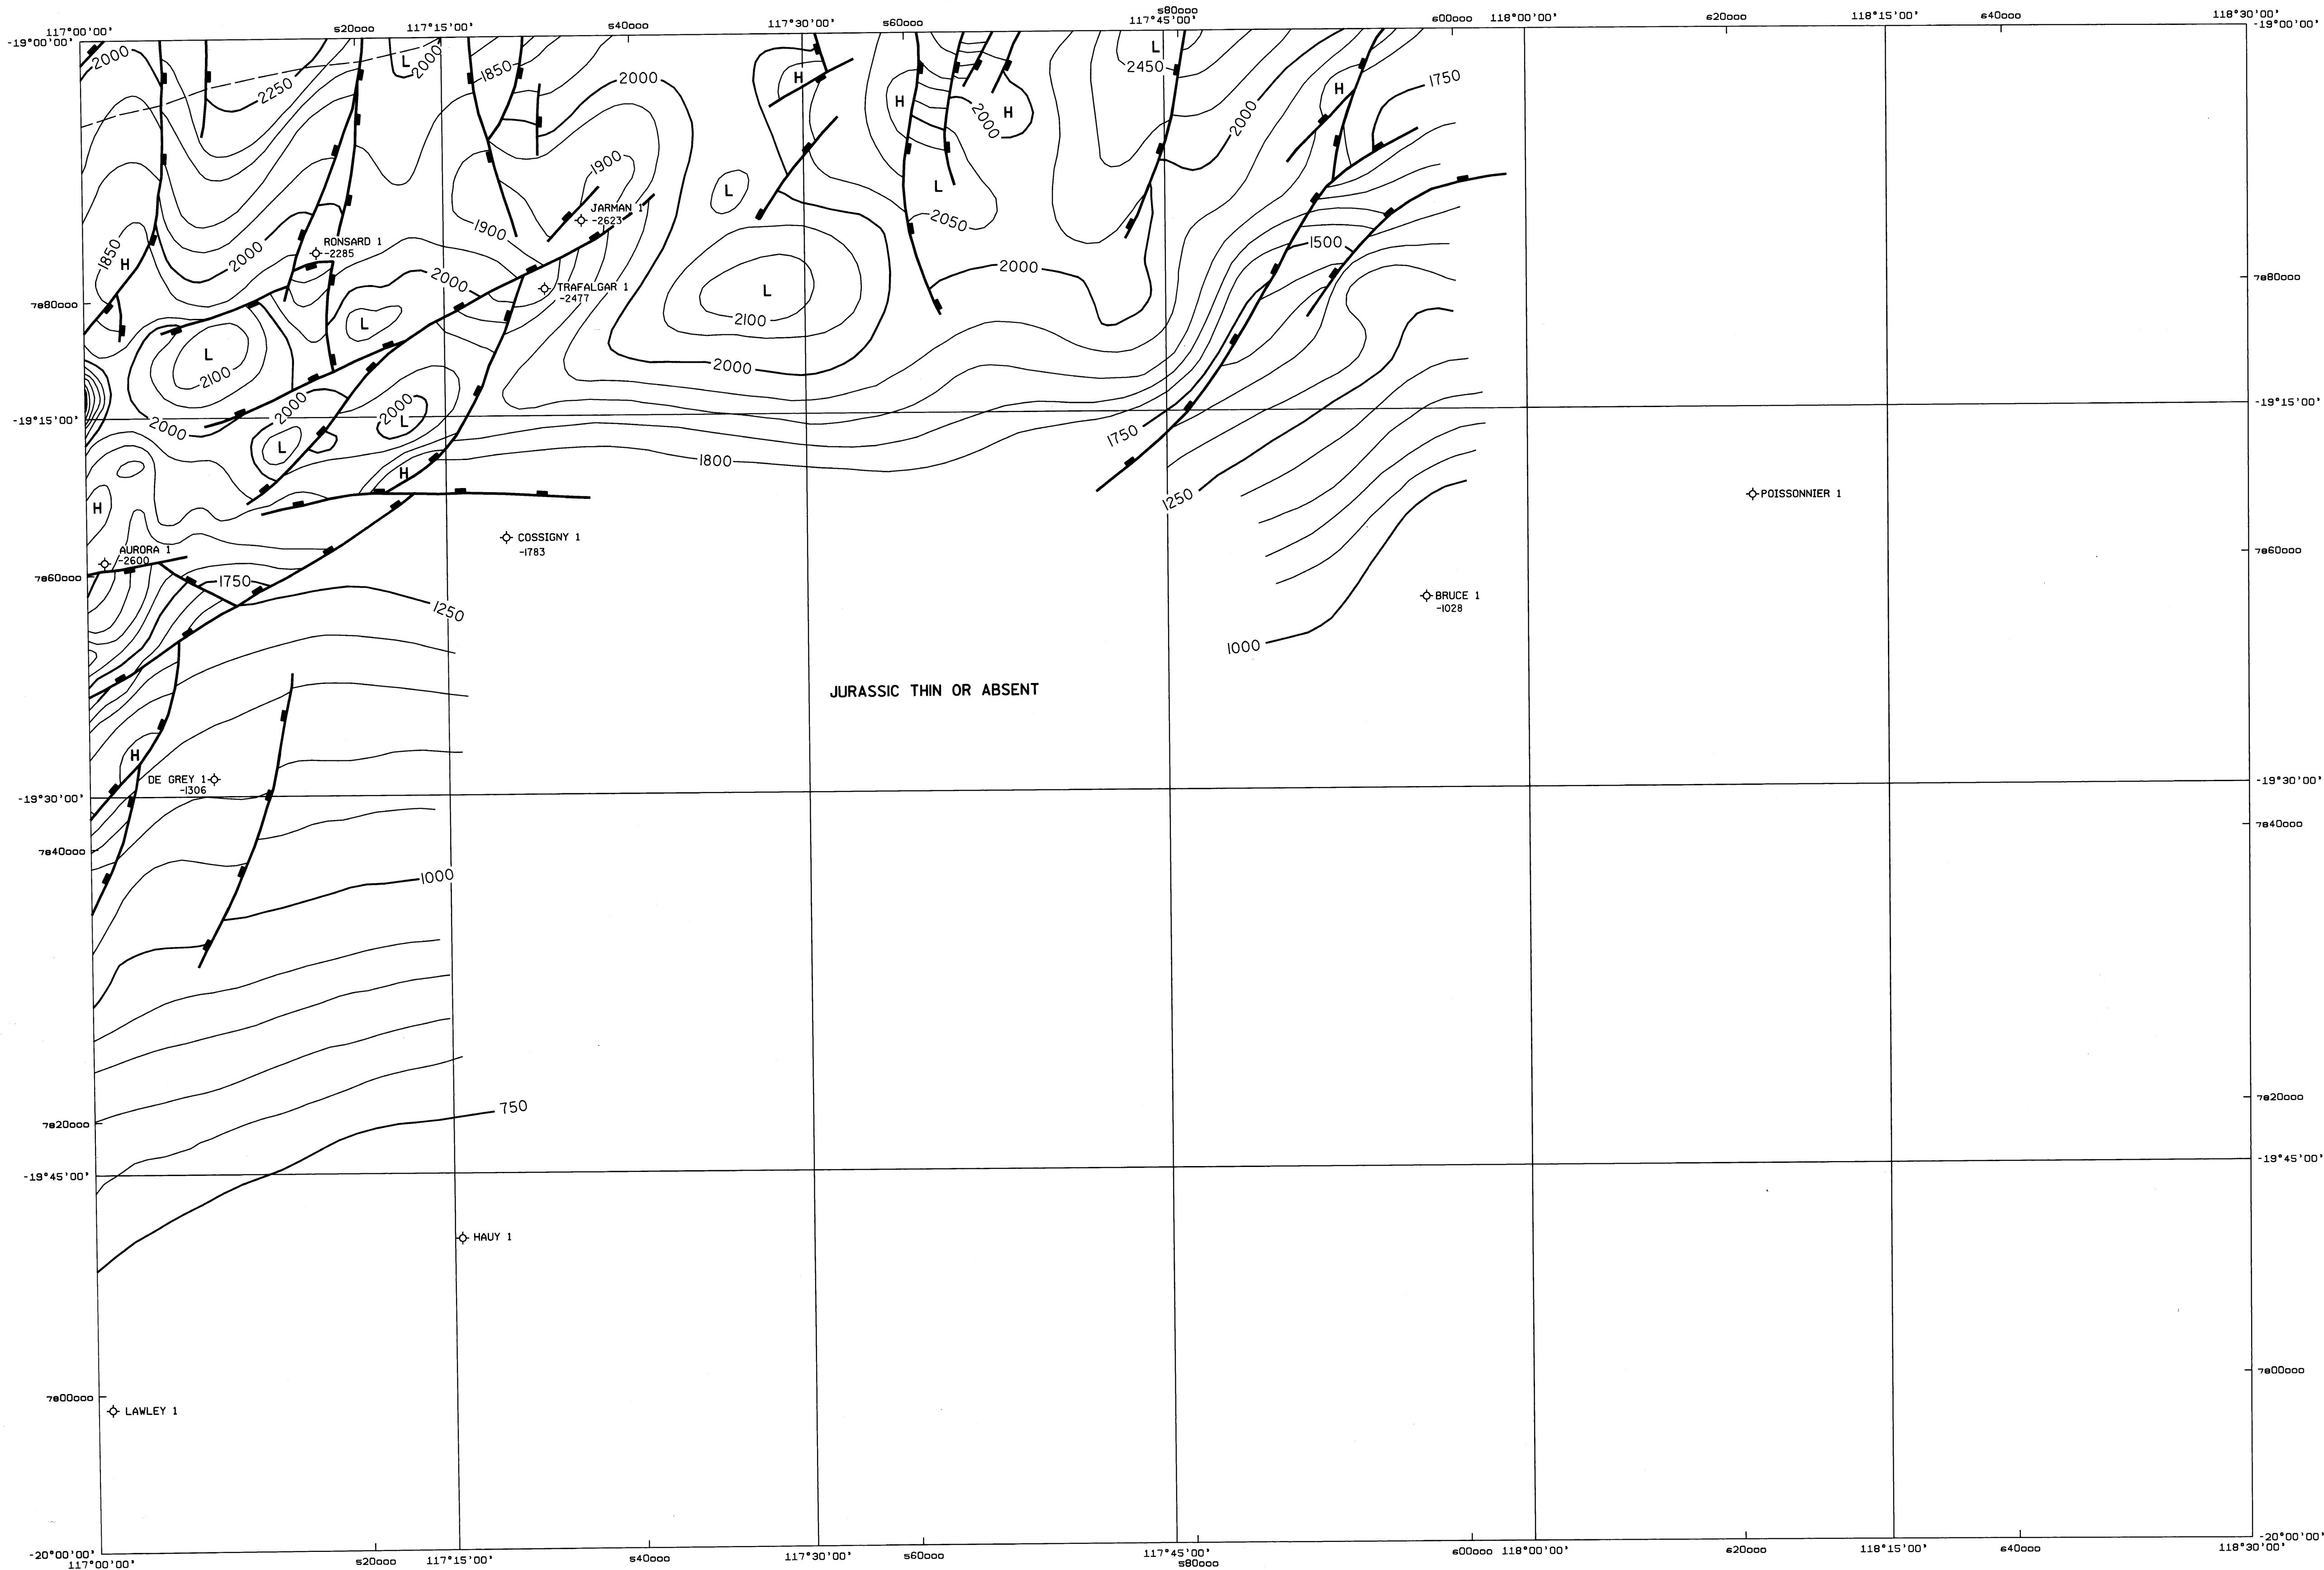 580000
117°00'00" 520000 117°15'00" 540000 117°30'00" 560000 117°45'00" 600000 118°00'00" 620000 118°15'00" 640000 118°30'00"
-19°00'00" -19°00'00"
2000 L 2000 1850 2000 L 2450 1750
2250 H H H H
2000 2000
1900 L L
JARMAN 1
-2623
2050
1900
RONSARD 1
-2285
2000 1850 H 1500
2000 2000
TRAFALGAR 1
-2477
L
7880000 7880000
2100
L
L 2000
2100
2000 2000 -19°15'00"
-19°15'00" 2000 L 1750
L 1800
H
1250
H POISSONNIER 1
COSSIGNY 1
-1783
AURORA 1
-2600
7860000 1750 7860000
1250
BRUCE 1
-1028
1000
JURASSIC THIN OR ABSENT
H
DE GREY 1
-1306
-19°30'00" -19°30'00"
7840000 7840000
1000
750
7820000 7820000
-19°45'00" -19°45'00"
HAUY 1
7800000 7800000
LAWLEY 1
-20°00'00" -20°00'00"
117°00'00" 520000 117°15'00" 540000 117°30'00" 560000 117°45'00" 600000 118°00'00" 620000 118°15'00" 640000 118°30'00"
580000